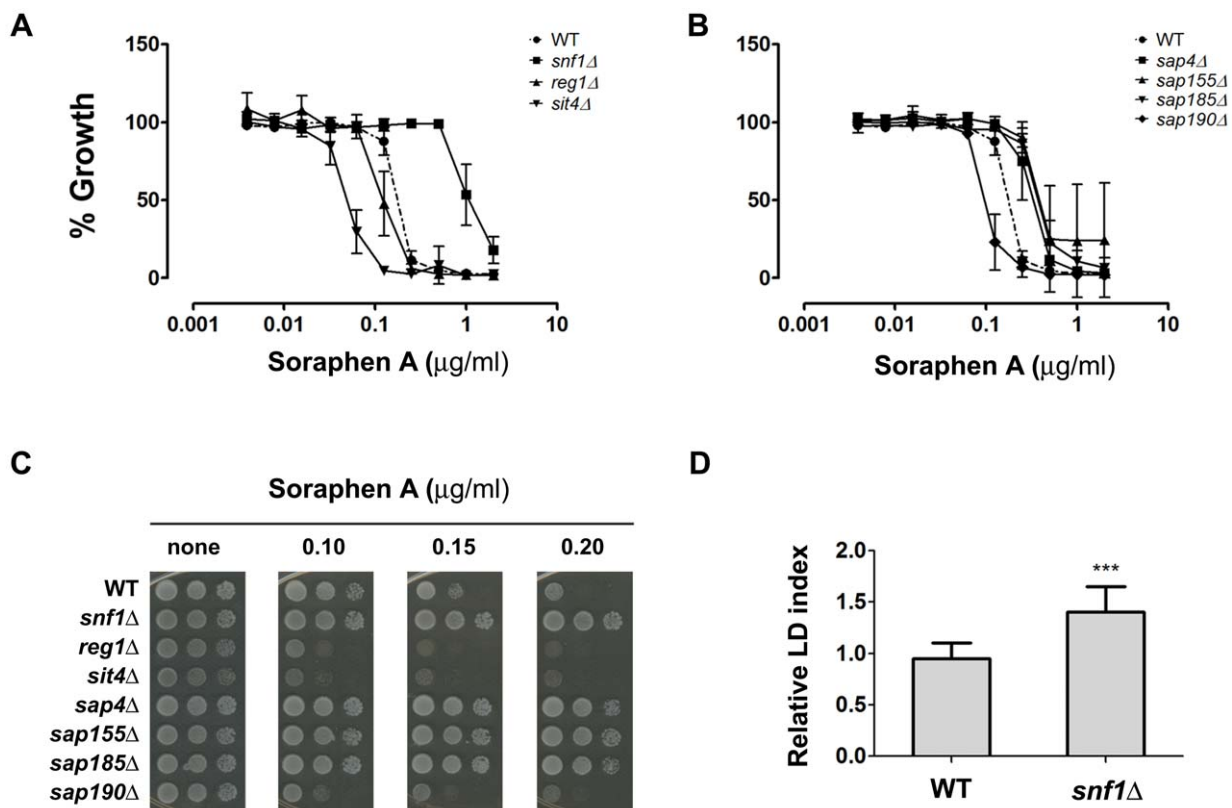 A
150
100
50
0
% Growth
0.001
0.01
0.1
1
10
Soraphen A (μg/ml)
WT
snf1Δ
reg1Δ
sit4Δ
B
150
100
50
0
0.001
0.01
0.1
1
10
Soraphen A (μg/ml)
WT
sap4Δ
sap155Δ
sap185Δ
sap190Δ
C
Soraphen A (μg/ml)
none 0.10 0.15 0.20
WT
snf1Δ
reg1Δ
sit4Δ
sap4Δ
sap155Δ
sap185Δ
sap190Δ
D
Relative LD index
2.0
1.5
1.0
0.5
0.0
***
WT
snf1Δ